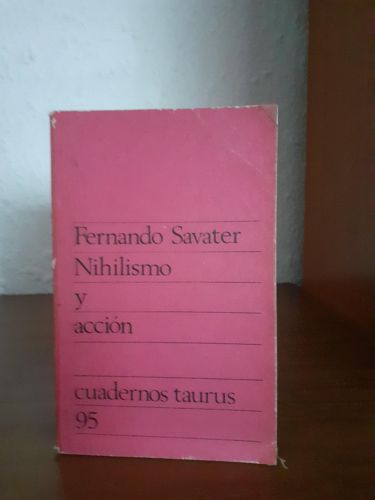 Fernando Savater
Nihilismo
y
acción
cuadernos taurus
95